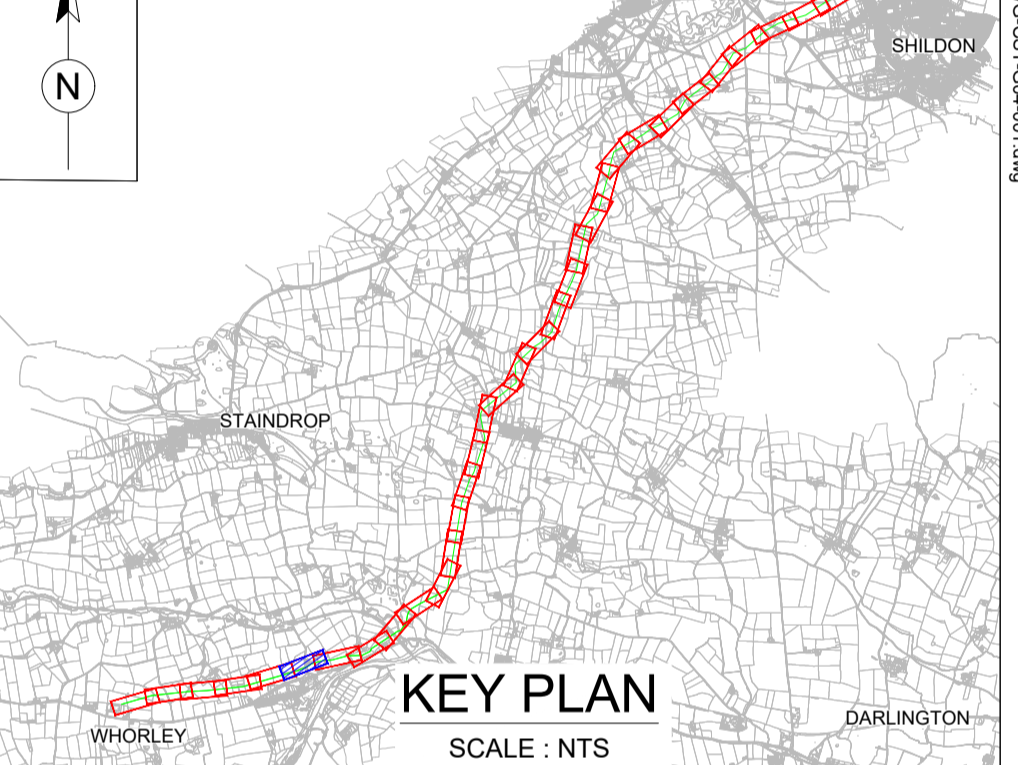 N
SHILDON
STAINDROP
WHORLEY
KEY PLAN
SCALE : NTS
DARLINGTON